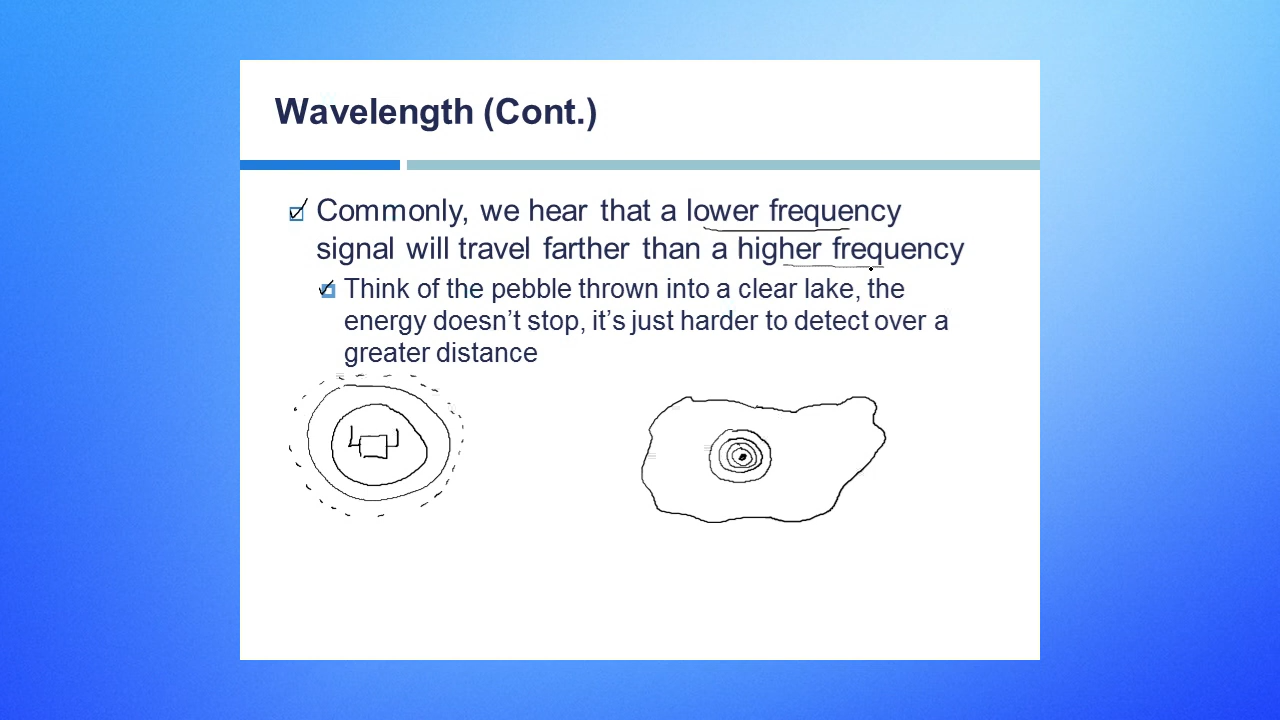 Wavelength (Cont.)
Commonly, we hear that a lower frequency
signal will travel farther than a higher frequency
Think of the pebble thrown into a clear lake, the
energy doesn’t stop, it’s just harder to detect over a
greater distance